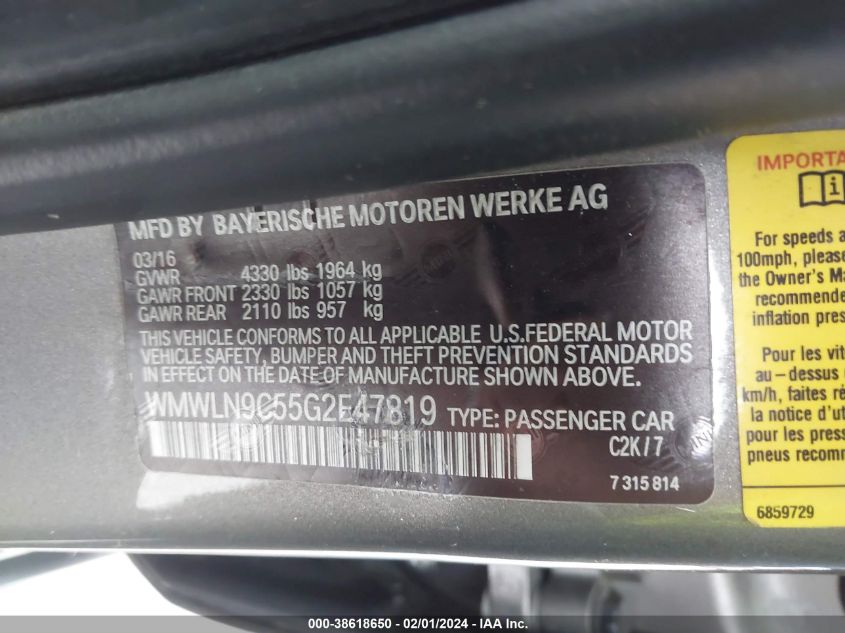 MFD BY BAYERISCHE MOTOREN WERKE AG
03/16
GVWR 4330 lbs 1964 kg
GAWR FRONT 2330 lbs 1057 kg
GAWR REAR 2110 lbs 957 kg
THIS VEHICLE CONFORMS TO ALL APPLICABLE U.S.FEDERAL MOTOR
VEHICLE SAFETY, BUMPER AND THEFT PREVENTION STANDARDS
IN EFFECT ON THE DATE OF MANUFACTURE SHOWN ABOVE.
WMWLN9C55G2E47819 TYPE: PASSENGER CAR
C2K/7
7 315 814
IMPORTA
For speeds a
100mph, please
the Owner's Ma
recommende
inflation pres
Pour les vit
au-dessus d
km/h, faites ré
la notice d'ut
pour les press
pneus recomm
6859729
000-38618650 / 02/01/2024 - IAA Inc.